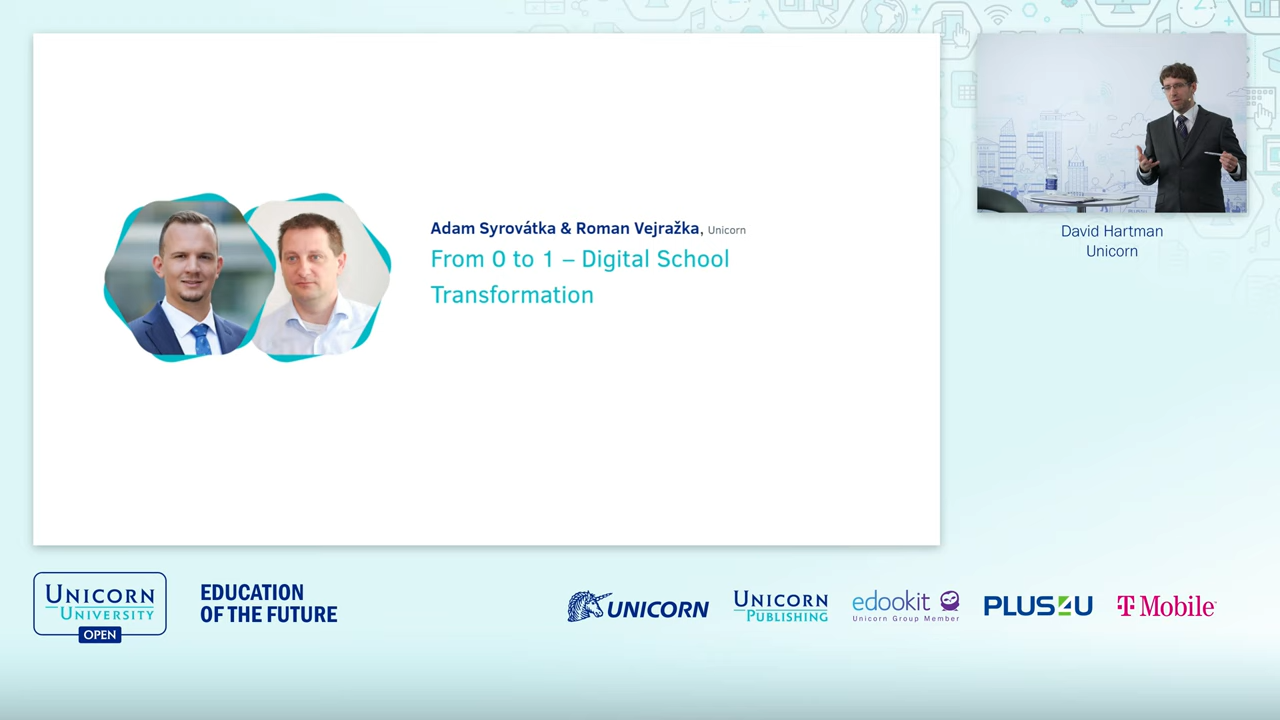 Adam Syrovátka & Roman Vejražka, Unicorn
From 0 to 1 – Digital School
Transformation
David Hartman
Unicorn
UNICORN
UNIVERSITY
OPEN
EDUCATION
OF THE FUTURE
UNICORN
UNICORN
PUBLISHING
edookit
Unicorn Group Member
PLUS4U
T Mobile